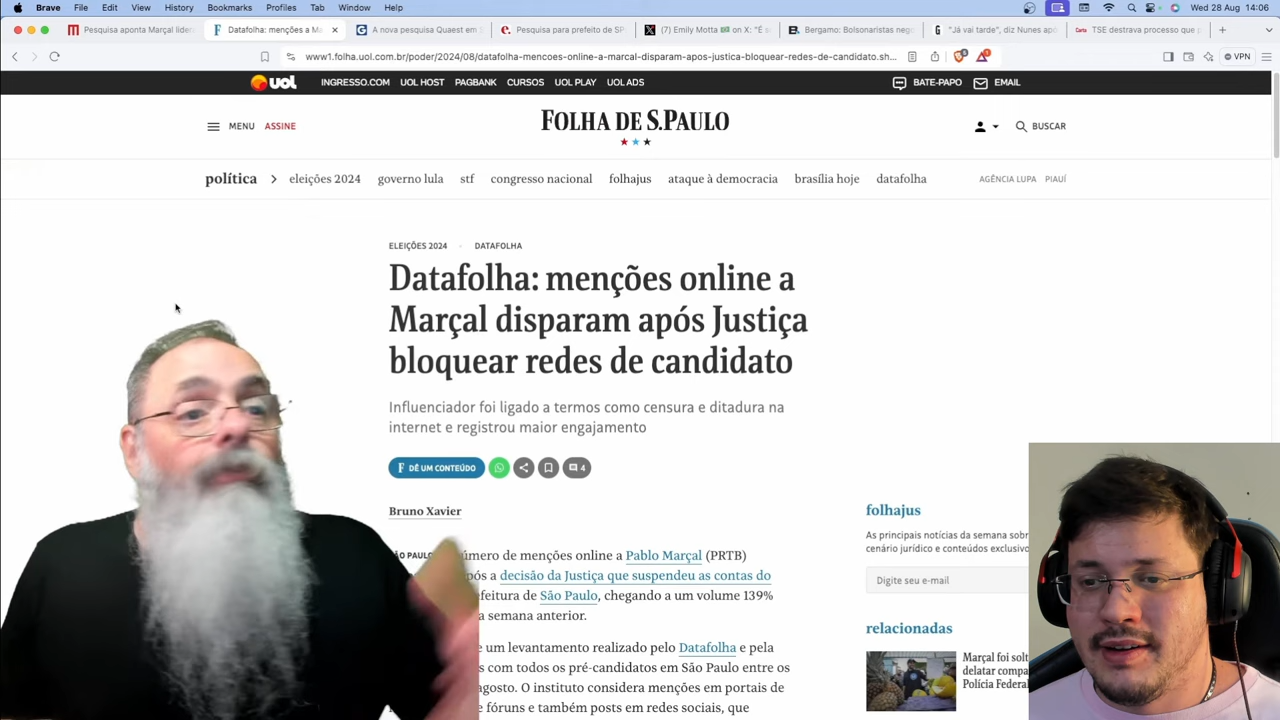 Brave File Edit View History Bookmarks Profiles Tab Window Help Wed 28 Aug 14:06
Pesquisa aponta Marçal lider Datafolha: menções a Ma A nova pesquisa Quaest em S Pesquisa para prefeito de SP (7) Emily Motta on X: "É s Bergamo: Bolsonaristas neg "Já vai tarde", diz Nunes apó TSE destrava processo que p
www1.folha.uol.com.br/poder/2024/08/datafolha-mencoes-online-a-marcal-disparam-apos-justica-bloquear-redes-de-candidato.sh... VPN
UOL INGRESSO.COM UOL HOST PAGBANK CURSOS UOL PLAY UOL ADS BATE-PAPO EMAIL
MENU ASSINE FOLHA DE S.PAULO BUSCAR
política eleições 2024 governo lula stf congresso nacional folhajus ataque à democracia brasília hoje datafolha AGÊNCIA LUPA PIAUÍ
ELEIÇÕES 2024 · DATAFOLHA
Datafolha: menções online a
Marçal disparam após Justiça
bloquear redes de candidato
Influenciador foi ligado a termos como censura e ditadura na
internet e registrou maior engajamento
F DÊ UM CONTEÚDO 4
Bruno Xavier
úmero de menções online a Pablo Marçal (PRTB)
pós a decisão da Justiça que suspendeu as contas do
efeitura de São Paulo, chegando a um volume 139%
a semana anterior.
e um levantamento realizado pelo Datafolha e pela
s com todos os pré-candidatos em São Paulo entre os
agosto. O instituto considera menções em portais de
e fóruns e também posts em redes sociais, que
folhajus
As principais notícias da semana sobr
cenário jurídico e conteúdos exclusivo
Digite seu e-mail
relacionadas
Marçal foi solt
delatar compa
Polícia Federal